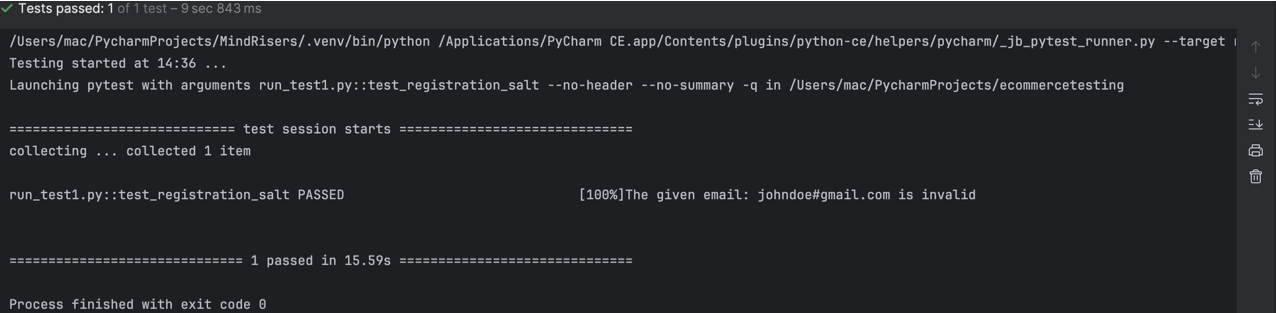 Tests passed: 1 of 1 test – 9 sec 843 ms
/Users/mac/PycharmProjects/MindRisers/.venv/bin/python /Applications/PyCharm CE.app/Contents/plugins/python-ce/helpers/pycharm/_jb_pytest_runner.py --target
Testing started at 14:36 ...
Launching pytest with arguments run_test1.py::test_registration_salt --no-header --no-summary -q in /Users/mac/PycharmProjects/ecommercetesting
============================= test session starts ==============================
collecting ... collected 1 item
run_test1.py::test_registration_salt PASSED [100%]The given email: johndoe#gmail.com is invalid
============================== 1 passed in 15.59s ==============================
Process finished with exit code 0